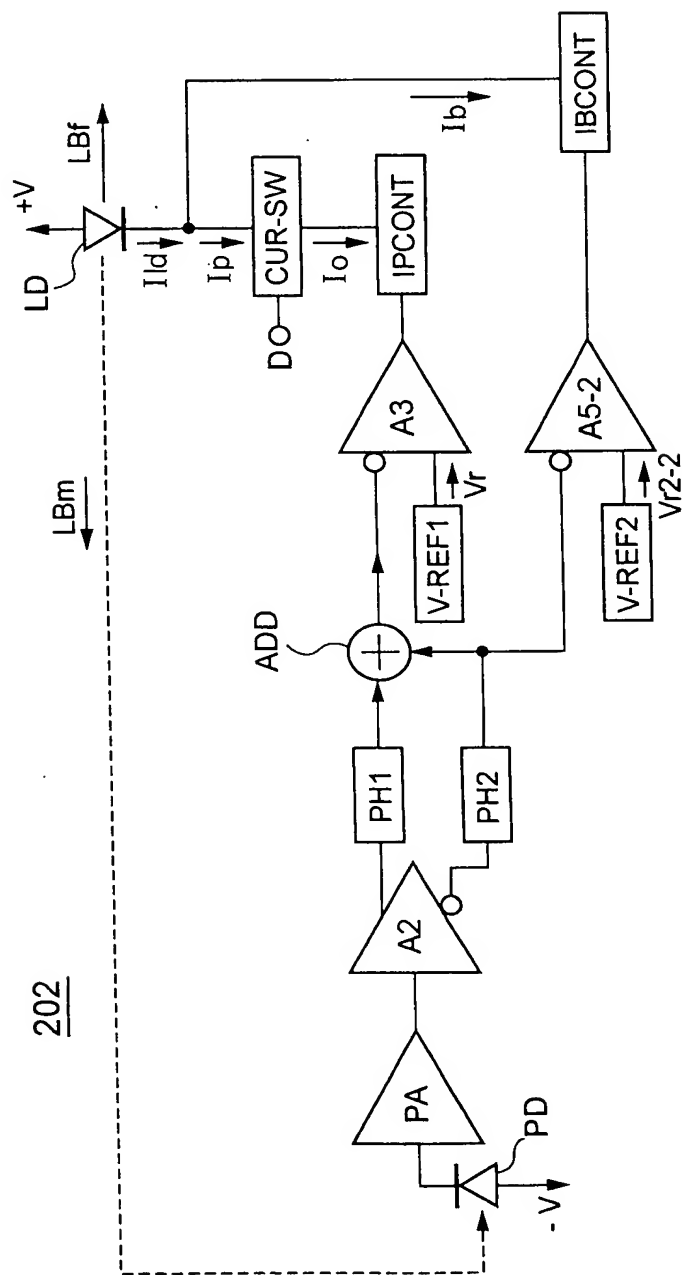 202
LBm
LD
+V
LBf
Ild
Ip
CUR-SW
DO
Io
IPCONT
Ib
IBCONT
ADD
A3
Vr
V-REF1
A5-2
Vr2-2
V-REF2
PH1
PH2
A2
PA
PD
- V